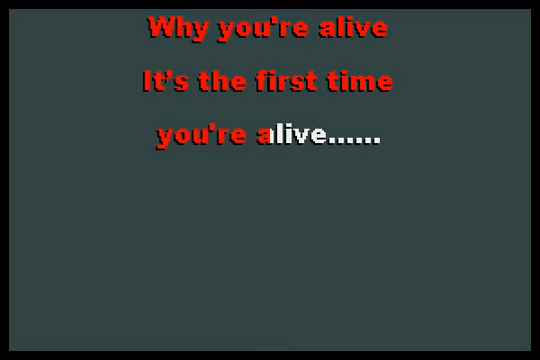 Why you're alive
It's the first time
you're alive......